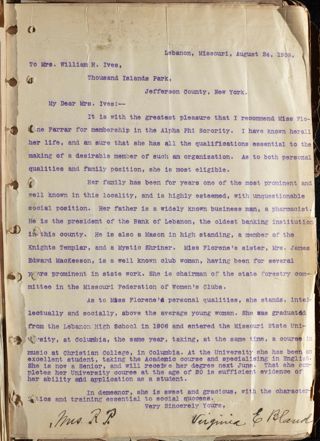 Lebanon, Missouri, August 24, 1908.
To Mrs. William H. Ives,
Thousand Islands Park,
Jefferson County, New York.
My Dear Mrs. Ives:--
It is with the greatest pleasure that I recommend Miss Flo-
ne Farrar for membership in the Alpha Phi Sorority. I have known her all
her life, and am sure that she has all the qualifications essential to the
making of a desirable member of such an organization. As to both personal
qualities and family position, she is most eligible.
Her family has been for years one of the most prominent and
well known in this locality, and is highly esteemed, with unquestionable
social position. Her father is a widely known business man, a pharmacist.
He is the president of the Bank of Lebanon, the oldest banking institution
in this county. He is also a Mason in high standing, a member of the
Knights Templar, and a Mystic Shriner. Miss Florene's sister, Mrs. James
Edward MacKesson, is a well known club woman, having been for several
years prominent in state work. She is chairman of the state forestry com-
mittee in the Missouri Federation of Women's Clubs.
As to Miss Florene's personal qualities, she stands, intel-
lectually and socially, above the average young woman. She was graduated
from the Lebanon High School in 1906 and entered the Missouri State Uni-
sity, at Columbia, the same year, taking, at the same time, a course in
music at Christian College, in Columbia. At the University she has been an
excellent student, taking the Academic course and specializing in English.
She is now a Senior, and will receive her degree next June. That she com-
pletes her University course at the age of 20 is sufficient evidence of
her ability and application as a student.
In demeanor, she is sweet and gracious, with the character-
istics and training essential to social success.
Very Sincerely Yours,
Mrs. R. P. Virginia E Bland